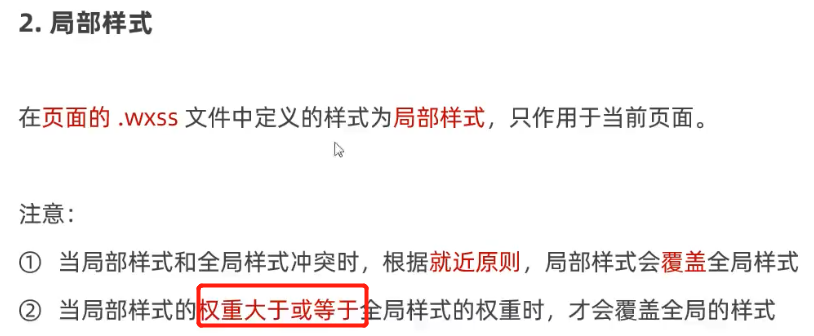 2. 局部样式
在页面的 .wxss 文件中定义的样式为局部样式，只作用于当前页面。
注意：
① 当局部样式和全局样式冲突时，根据就近原则，局部样式会覆盖全局样式
② 当局部样式的权重大于或等于全局样式的权重时，才会覆盖全局的样式